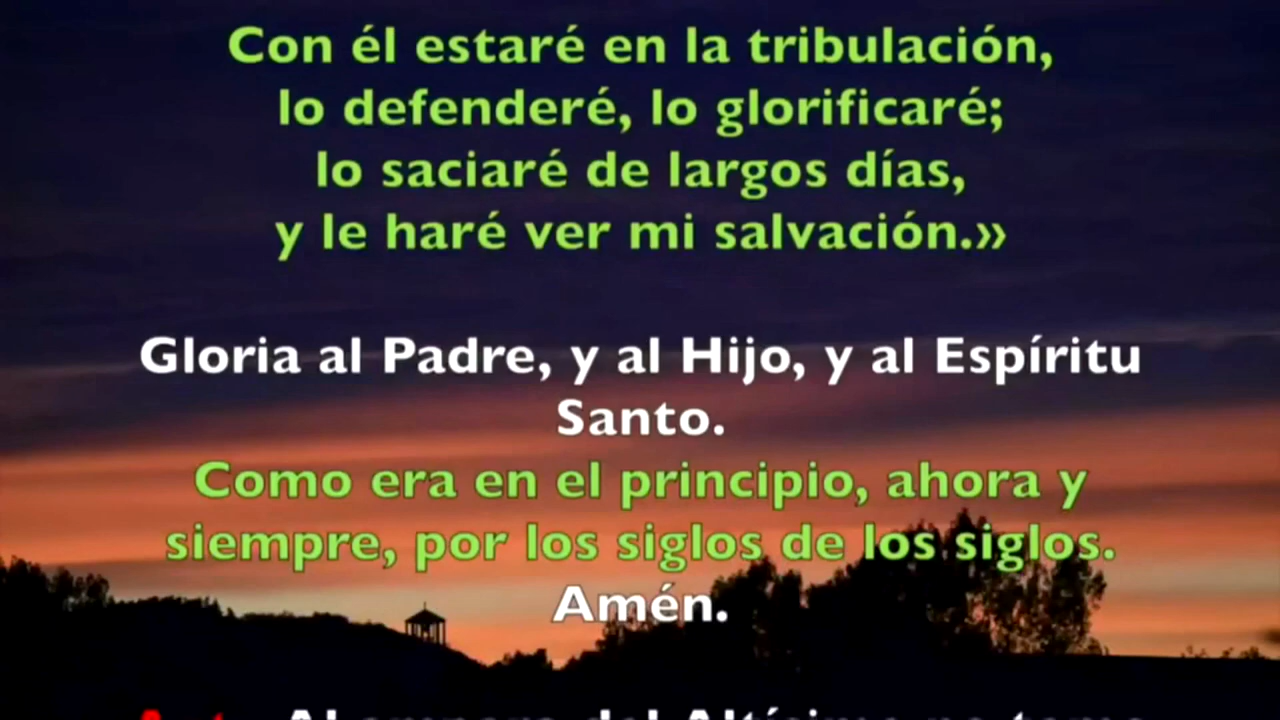 Con él estaré en la tribulación,
lo defenderé, lo glorificaré;
lo saciaré de largos días,
y le haré ver mi salvación.»
Gloria al Padre, y al Hijo, y al Espíritu
Santo.
Como era en el principio, ahora y
siempre, por los siglos de los siglos.
Amén.